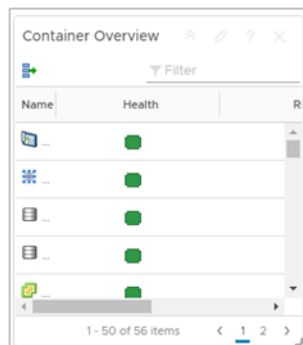 Container Overview
Filter
Name Health R
...
...
...
...
...
1 - 50 of 56 items 1 2